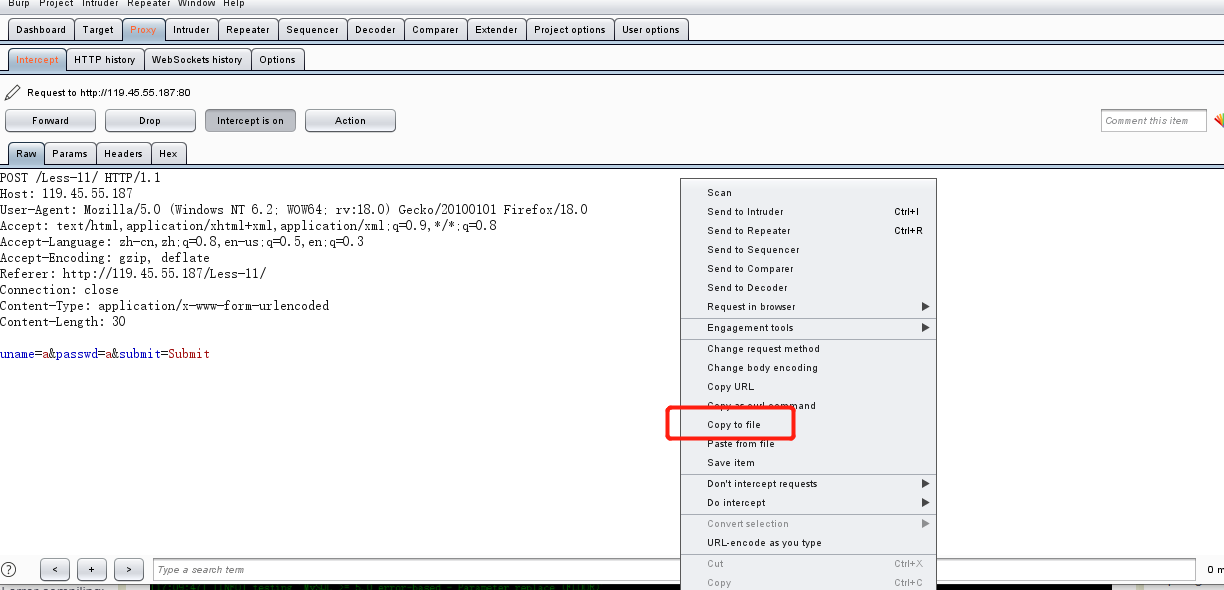 Burp Project Intruder Repeater Window Help
Dashboard Target Proxy Intruder Repeater Sequencer Decoder Comparer Extender Project options User options
Intercept HTTP history WebSockets history Options
Request to http://119.45.55.187:80
Forward Drop Intercept is on Action Comment this item
Raw Params Headers Hex
POST /Less-11/ HTTP/1.1
Host: 119.45.55.187
User-Agent: Mozilla/5.0 (Windows NT 6.2; WOW64; rv:18.0) Gecko/20100101 Firefox/18.0
Accept: text/html,application/xhtml+xml,application/xml;q=0.9,*/*;q=0.8
Accept-Language: zh-cn,zh;q=0.8,en-us;q=0.5,en;q=0.3
Accept-Encoding: gzip, deflate
Referer: http://119.45.55.187/Less-11/
Connection: close
Content-Type: application/x-www-form-urlencoded
Content-Length: 30
uname=a&passwd=a&submit=Submit
Scan
Send to Intruder Ctrl+I
Send to Repeater Ctrl+R
Send to Sequencer
Send to Comparer
Send to Decoder
Request in browser
Engagement tools
Change request method
Change body encoding
Copy URL
Copy as curl command
Copy to file
Paste from file
Save item
Don't intercept requests
Do intercept
Convert selection
URL-encode as you type
Cut Ctrl+X
Copy Ctrl+C
? < + > Type a search term 0 m